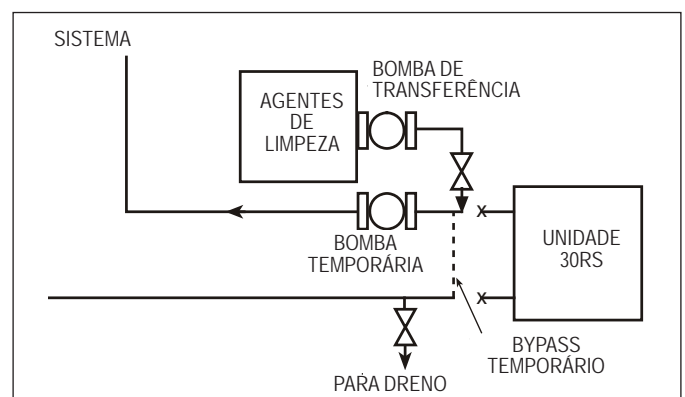 SISTEMA
BOMBA DE
TRANSFERÊNCIA
AGENTES
DE
LIMPEZA
BOMBA
TEMPORÁRIA
X
X
UNIDADE
30RS
BYPASS
TEMPORÁRIO
PARA DRENO